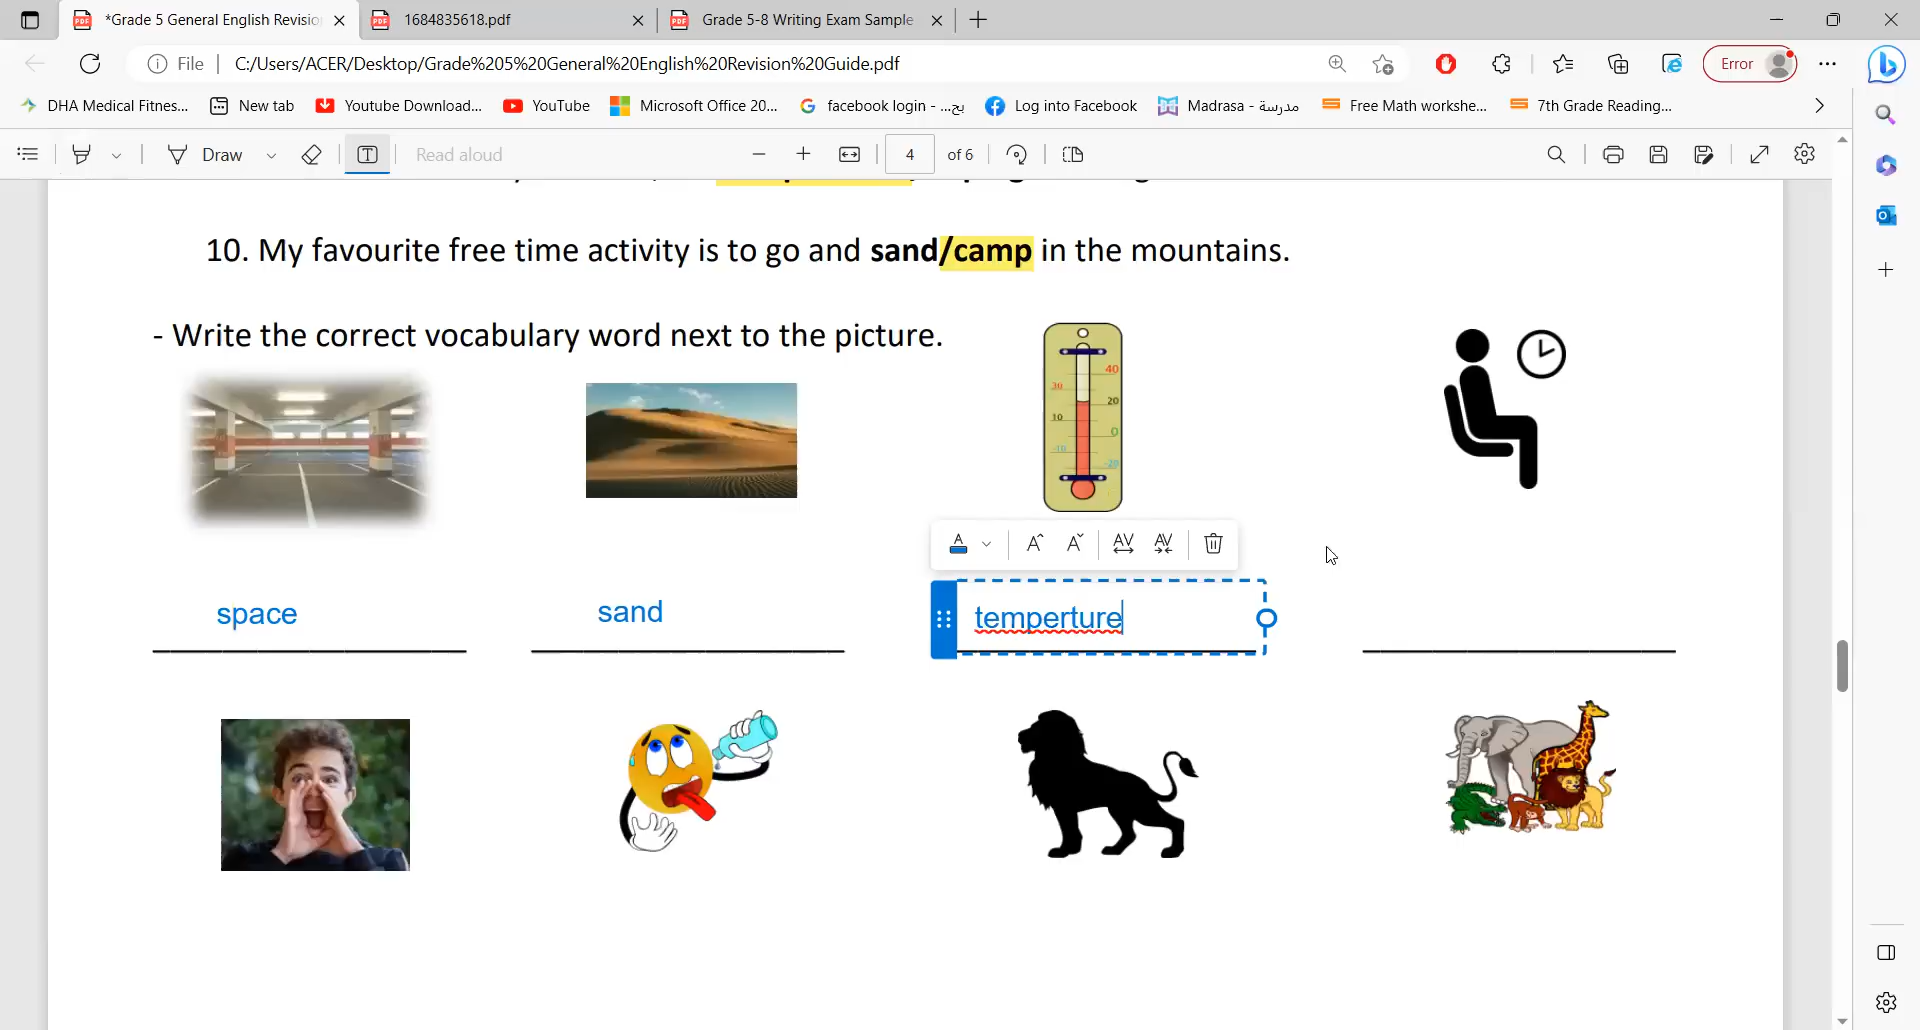 *Grade 5 General English Revisio
1684835618.pdf
Grade 5-8 Writing Exam Sample
File
C:/Users/ACER/Desktop/Grade%205%20General%20English%20Revision%20Guide.pdf
Error
DHA Medical Fitnes...
New tab
Youtube Download...
YouTube
Microsoft Office 20...
facebook login - ...بح
Log into Facebook
Madrasa - مدرسة
Free Math workshe...
7th Grade Reading...
Draw
Read aloud
4 of 6
10. My favourite free time activity is to go and sand/camp in the mountains.
- Write the correct vocabulary word next to the picture.
40
30
20
10
0
-10
-20
space
sand
temperture